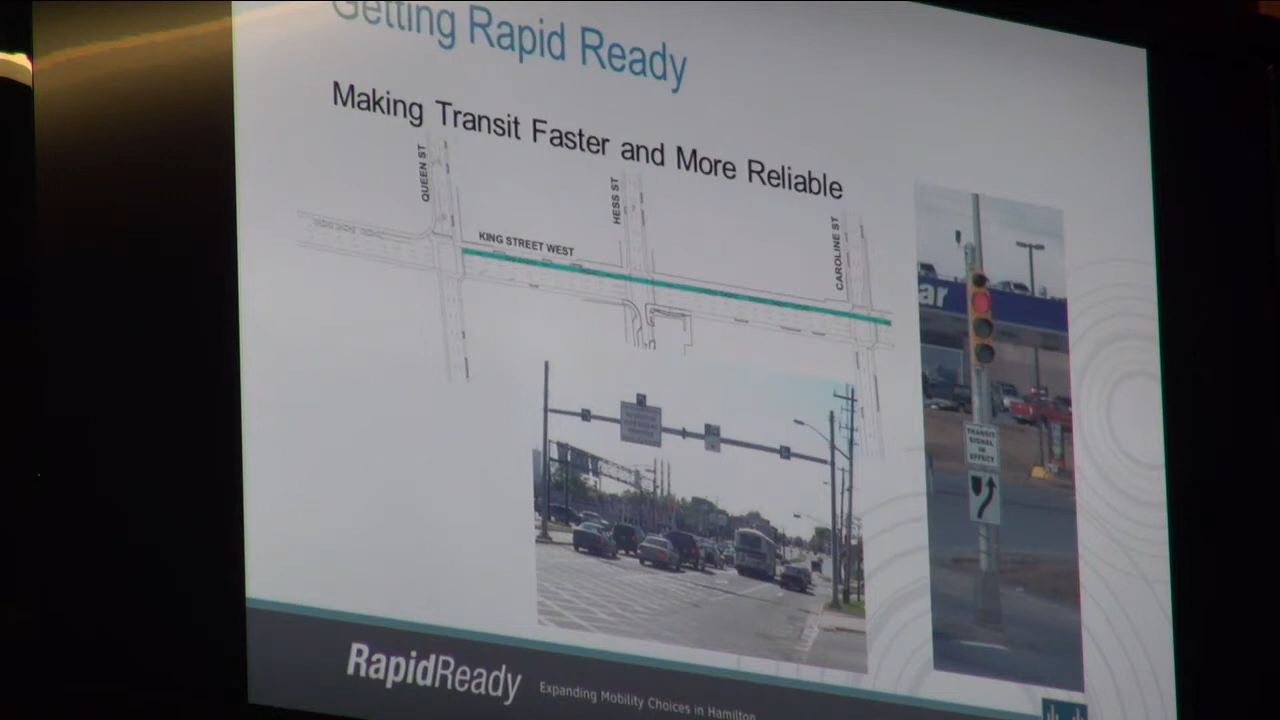 Getting Rapid Ready
Making Transit Faster and More Reliable
QUEEN ST
HESS ST
CAROLINE ST
KING STREET WEST
ar
TRANSIT
SIGNAL
IN
EFFECT
RapidReady
Expanding Mobility Choices in Hamilton